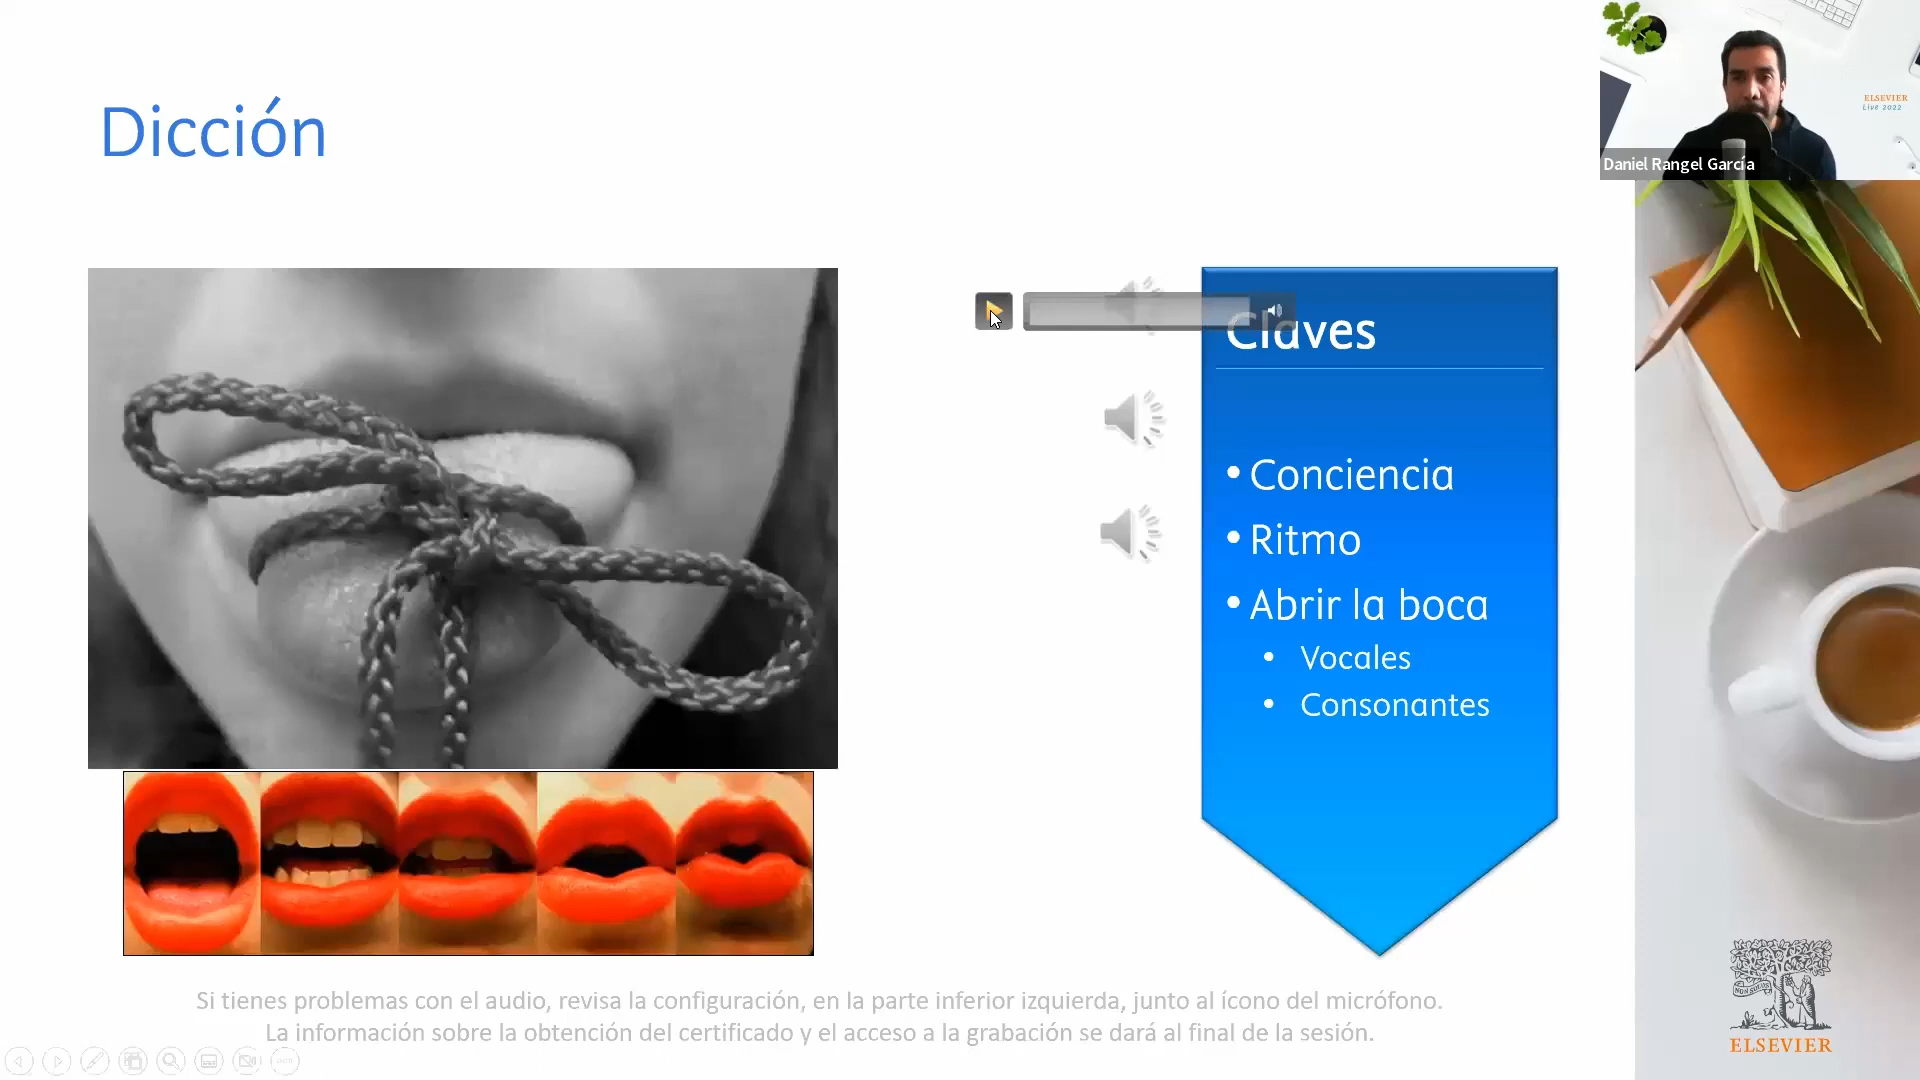 Dicción
ELSEVIER
Live 2022
Daniel Rangel García
Claves
• Conciencia
• Ritmo
• Abrir la boca
• Vocales
• Consonantes
Si tienes problemas con el audio, revisa la configuración, en la parte inferior izquierda, junto al ícono del micrófono.
La información sobre la obtención del certificado y el acceso a la grabación se dará al final de la sesión.
NON SOLUS
ELSEVIER